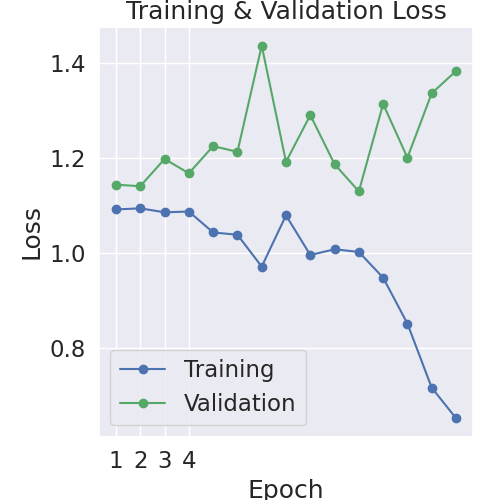 Training & Validation Loss
1.4
1.2
1.0
0.8
Loss
Training
Validation
1 2 3 4
Epoch